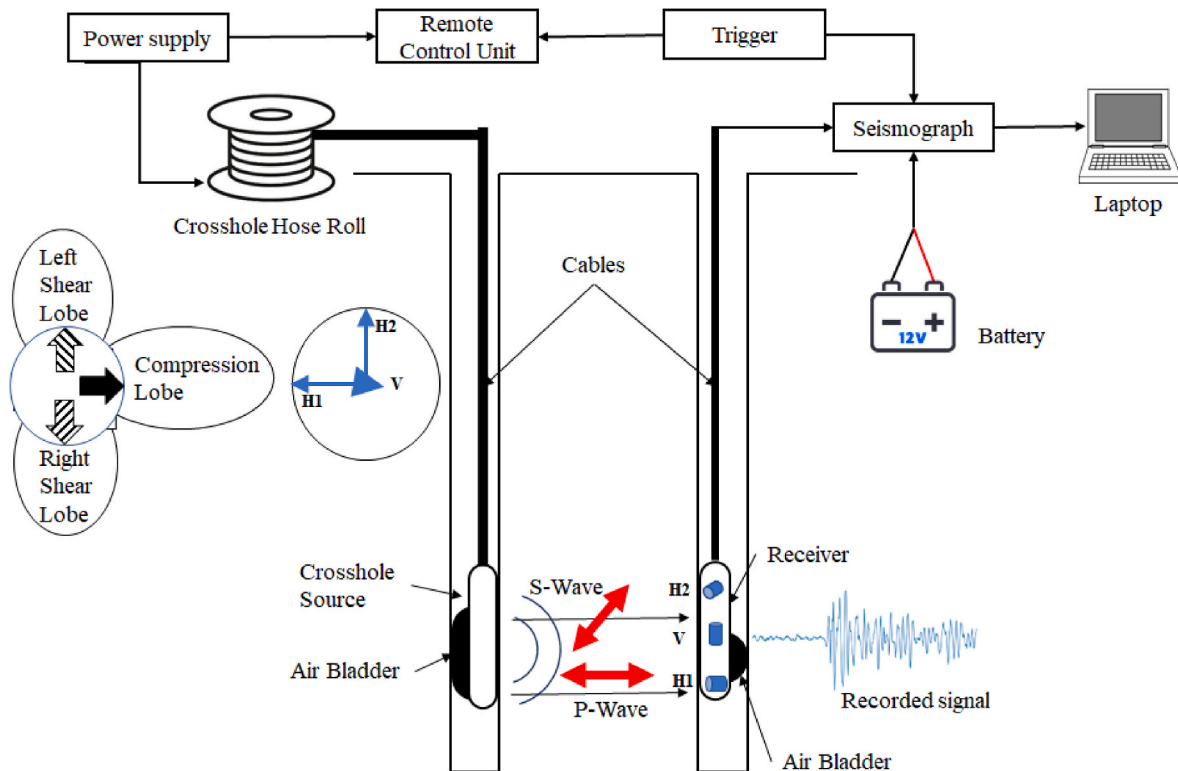 Power supply
Remote
Control Unit
Trigger
Seismograph
Laptop
Crosshole Hose Roll
Left
Shear
Lobe
Cables
H2
Compression
Lobe
V
H1
12V
Battery
Right
Shear
Lobe
Receiver
Crosshole
Source
S-Wave
H2
V
Air Bladder
H1
P-Wave
Recorded signal
Air Bladder